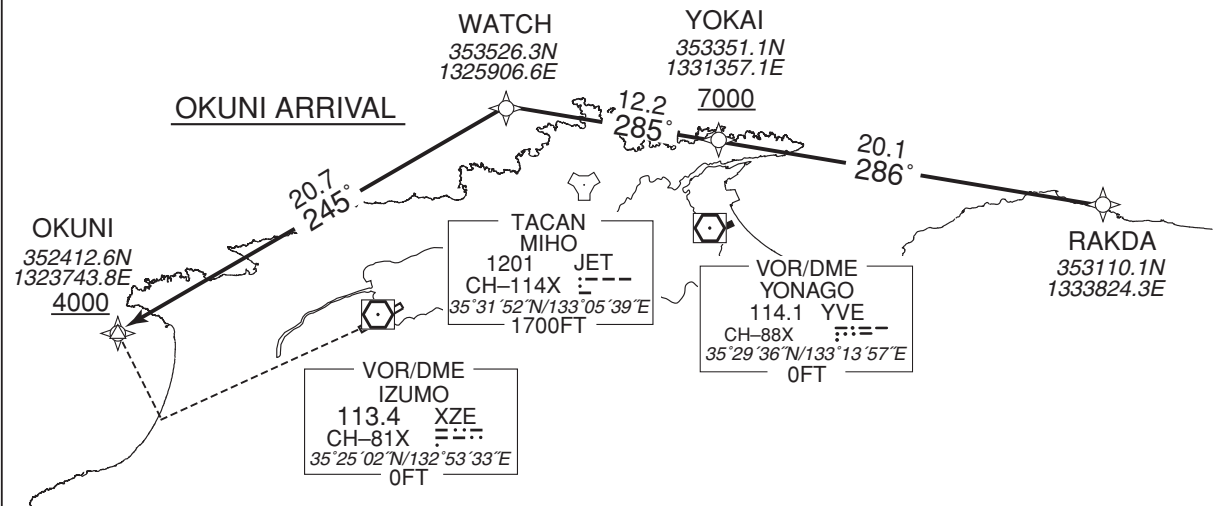 WATCH
353526.3N
1325906.6E
YOKAI
353351.1N
1331357.1E
7000
OKUNI ARRIVAL
12.2
285°
20.1
286°
20.7
245°
OKUNI
352412.6N
1323743.8E
4000
RAKDA
353110.1N
1333824.3E
TACAN
MIHO
1201 JET
CH–114X
35°31´52˝N/133°05´39˝E
1700FT
VOR/DME
YONAGO
114.1 YVE
CH–88X
35°29´36˝N/133°13´57˝E
0FT
VOR/DME
IZUMO
113.4 XZE
CH–81X
35°25´02˝N/132°53´33˝E
0FT